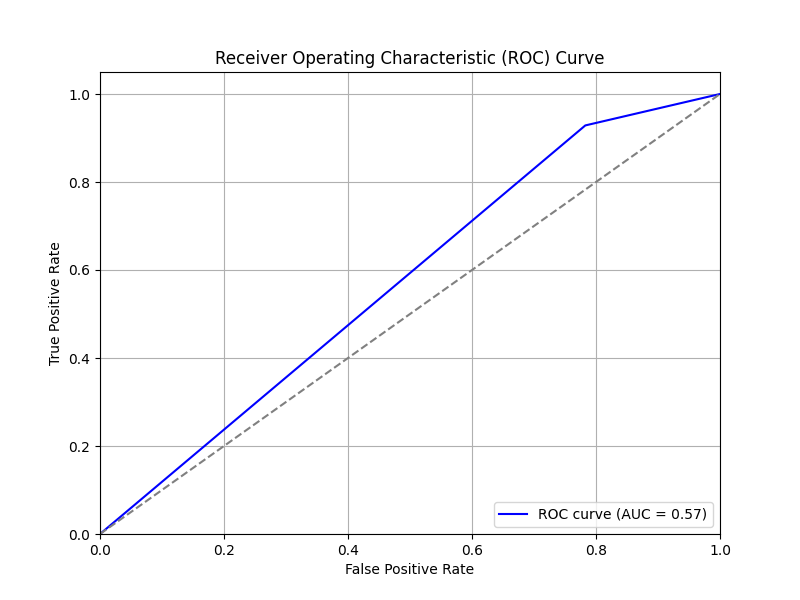 Receiver Operating Characteristic (ROC) Curve
1.0
0.8
0.6
0.4
0.2
0.0
True Positive Rate
ROC curve (AUC = 0.57)
0.0 0.2 0.4 0.6 0.8 1.0
False Positive Rate